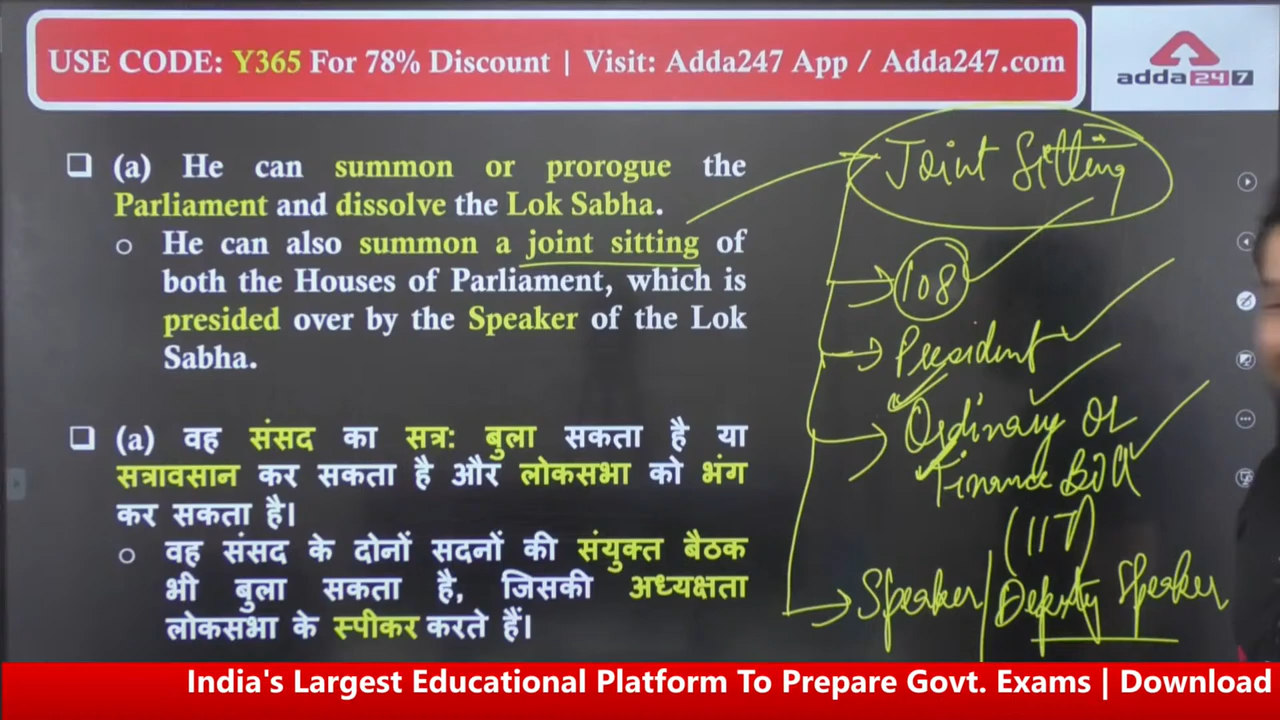 USE CODE: Y365 For 78% Discount | Visit: Adda247 App / Adda247.com
adda247
(a) He can summon or prorogue the
Parliament and dissolve the Lok Sabha.
He can also summon a joint sitting of
both the Houses of Parliament, which is
presided over by the Speaker of the Lok
Sabha.
(a) वह संसद का सत्र: बुला सकता है या
सत्रावसान कर सकता है और लोकसभा को भंग
कर सकता है।
वह संसद के दोनों सदनों की संयुक्त बैठक
भी बुला सकता है, जिसकी अध्यक्षता
लोकसभा के स्पीकर करते हैं।
Joint Sitting
108
President
Ordinary or
Finance Bill
(117)
Speaker/Deputy Speaker
India's Largest Educational Platform To Prepare Govt. Exams | Download